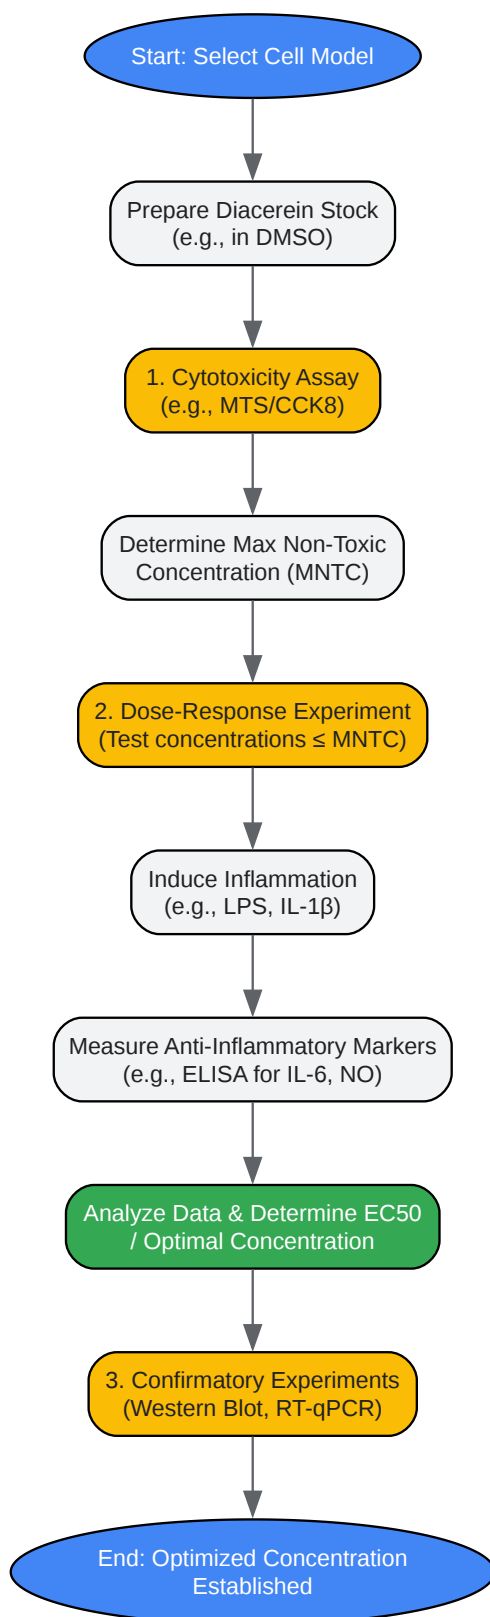 Start: Select Cell Model
Prepare Diacerein Stock
(e.g., in DMSO)
1. Cytotoxicity Assay
(e.g., MTS/CCK8)
Determine Max Non-Toxic
Concentration (MNTC)
2. Dose-Response Experiment
(Test concentrations ≤ MNTC)
Induce Inflammation
(e.g., LPS, IL-1β)
Measure Anti-Inflammatory Markers
(e.g., ELISA for IL-6, NO)
Analyze Data & Determine EC50
/ Optimal Concentration
3. Confirmatory Experiments
(Western Blot, RT-qPCR)
End: Optimized Concentration
Established